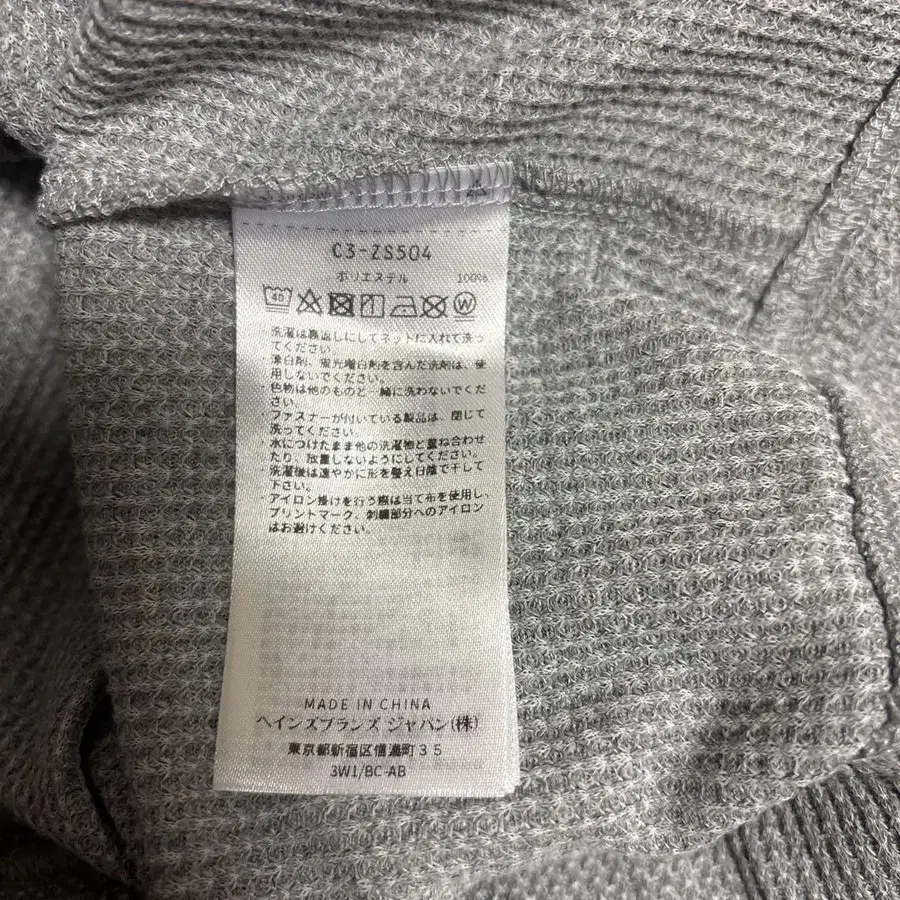 C3-ZS504
ポリエステル 100%
40
W
・洗濯は裏返しにしてネットに入れて洗っ
てください。
・漂白剤、蛍光増白剤を含んだ洗剤は、使
用しないでください。
・色物は他のものと一緒に洗わないでくだ
さい。
・ファスナーが付いている製品は、閉じて
洗ってください。
・水につけたまま他の洗濯物と重ね合わせ
たり、放置しないようにしてください。
・洗濯後は速やかに形を整え日陰で干して
下さい。
・アイロン掛けを行う際は当て布を使用し、
プリントマーク、刺繍部分へのアイロン
はお避けください。
MADE IN CHINA
ヘインズブランズ ジャパン(株)
東京都新宿区信濃町35
3W1/BC-AB